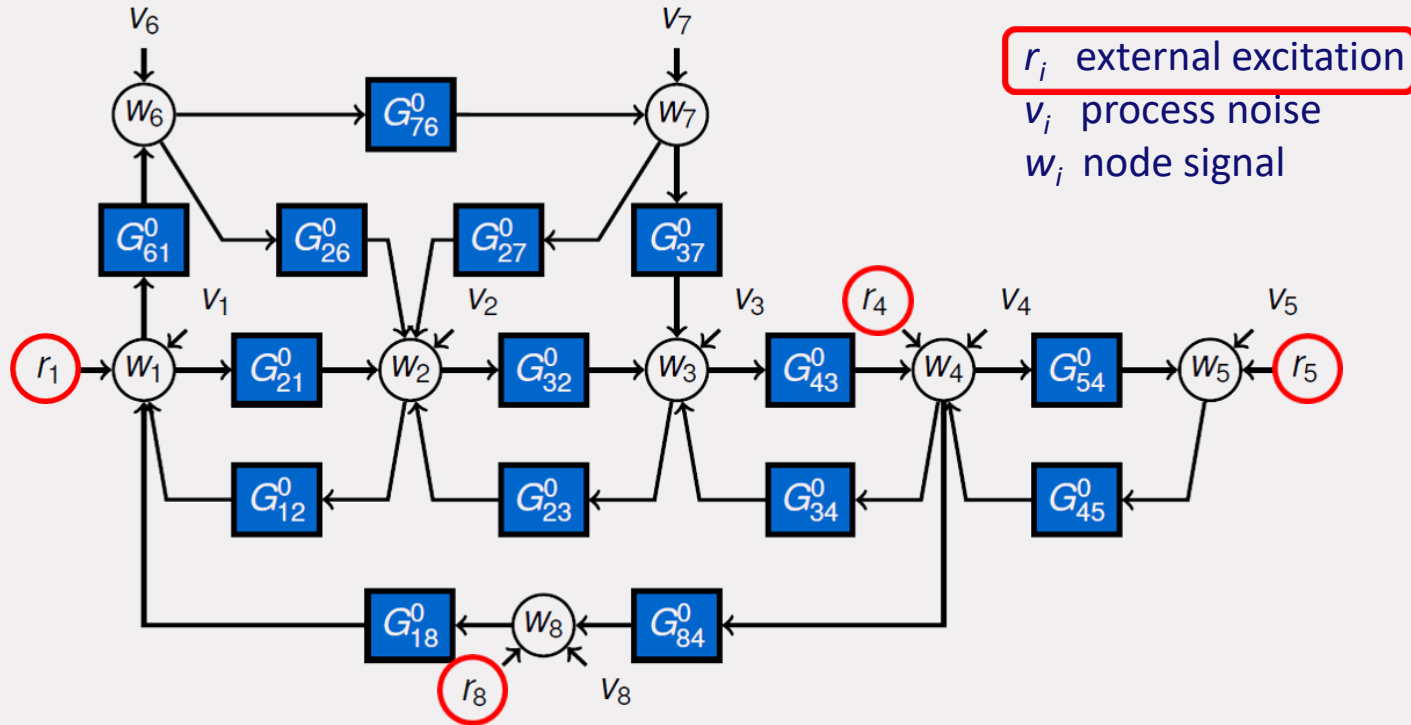 v6 v7
ri external excitation
vi process noise
wi node signal
w6 G⁰76 w7
G⁰61 G⁰26 G⁰27 G⁰37
v1 v2 v3 r4 v4 v5
r1 w1 G⁰21 w2 G⁰32 w3 G⁰43 w4 G⁰54 w5 r5
G⁰12 G⁰23 G⁰34 G⁰45
G⁰18 w8 G⁰84
r8 v8